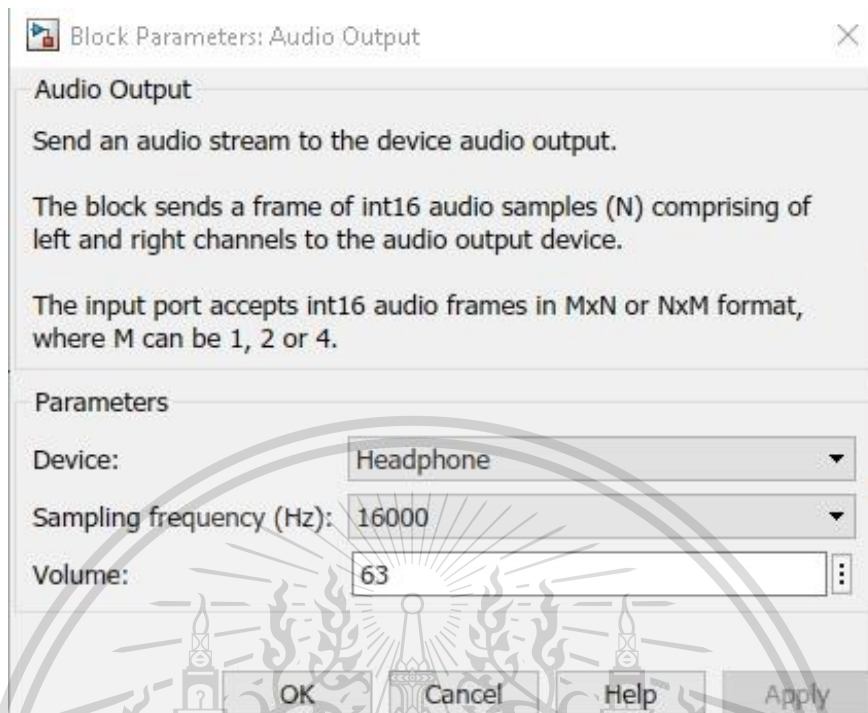 Block Parameters: Audio Output
Audio Output
Send an audio stream to the device audio output.
The block sends a frame of int16 audio samples (N) comprising of
left and right channels to the audio output device.
The input port accepts int16 audio frames in MxN or NxM format,
where M can be 1, 2 or 4.
Parameters
Device: Headphone
Sampling frequency (Hz): 16000
Volume: 63
OK Cancel Help Apply